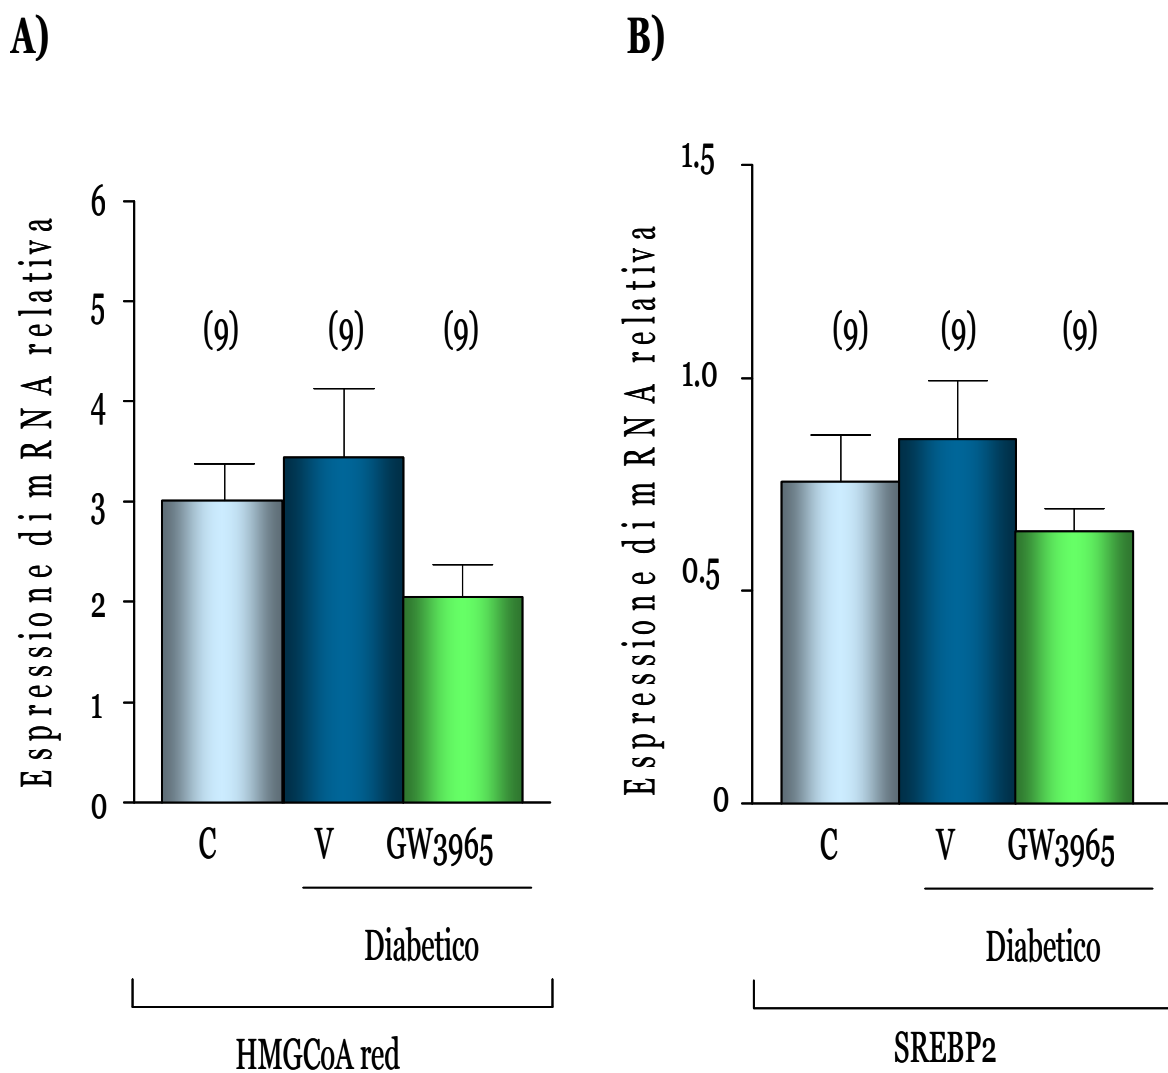 A)
Espressione di mRNA relativa
6
5
4
3
2
1
0
(9) (9) (9)
C V GW3965
Diabetico
HMGCoA red
B)
Espressione di mRNA relativa
1.5
1.0
0.5
0
(9) (9) (9)
C V GW3965
Diabetico
SREBP2